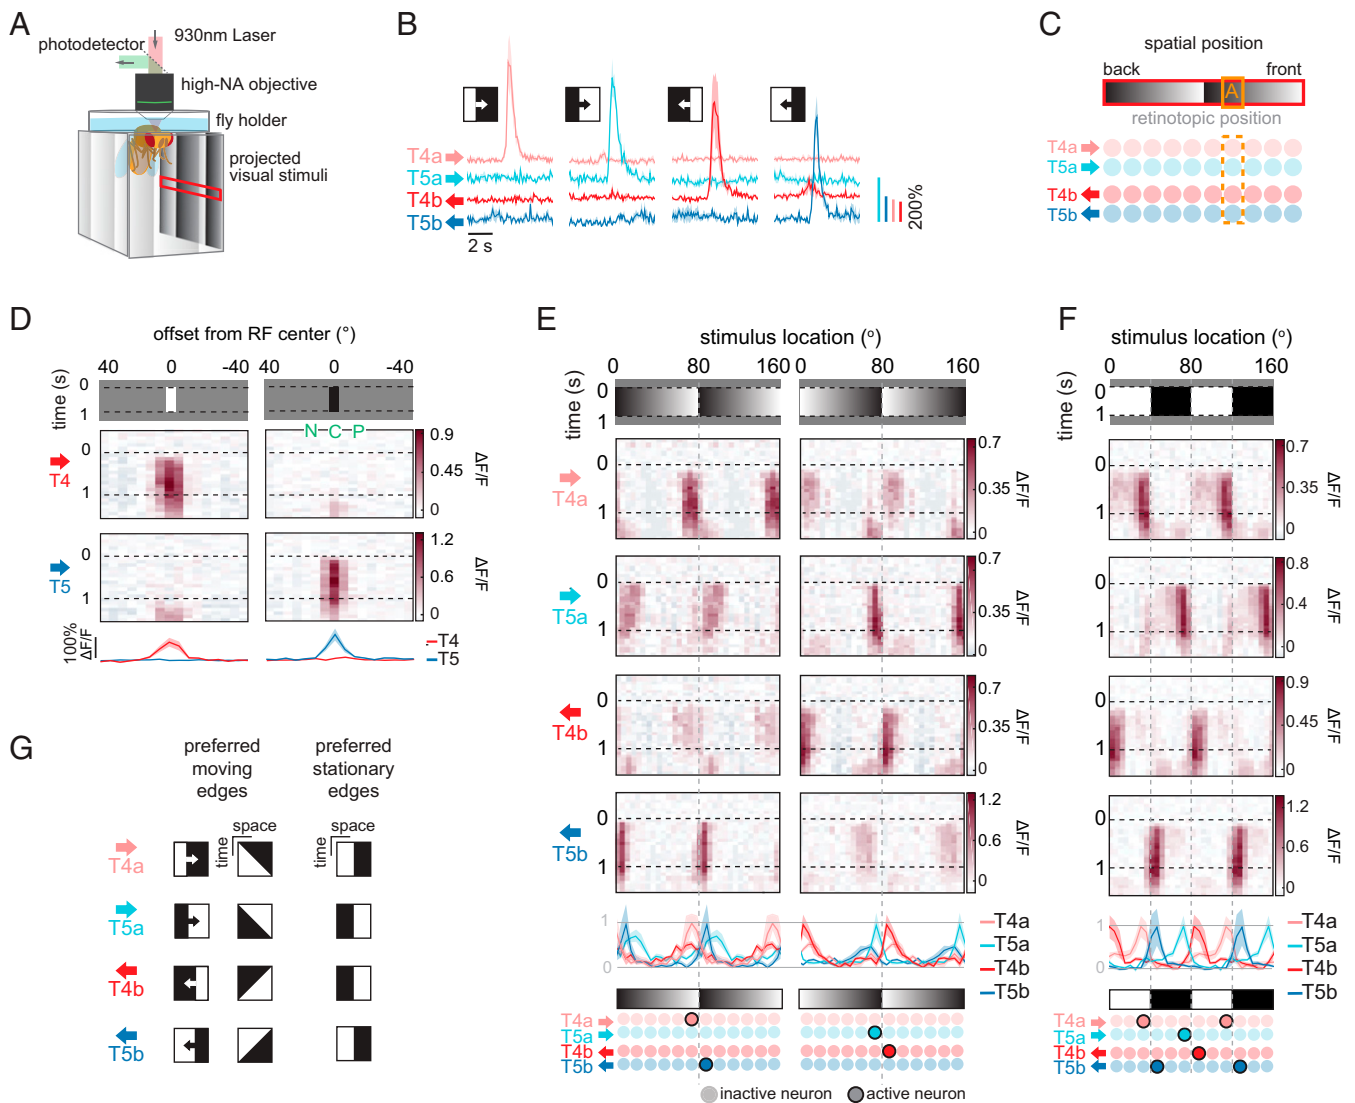 A
930nm Laser
photodetector
high-NA objective
fly holder
projected
visual stimuli
B
T4a
T5a
T4b
T5b
2 s
200%
C
spatial position
back
front
A
retinotopic position
T4a
T5a
T4b
T5b
D
offset from RF center (°)
40 0 -40 40 0 -40
time (s)
0
1
N C P
T4
0
1
0.9
0.45
0
ΔF/F
T5
0
1
1.2
0.6
0
ΔF/F
100%
ΔF/F
T4
T5
E
stimulus location (°)
0 80 160 0 80 160
time (s)
0
1
T4a
0
1
0.7
0.35
0
ΔF/F
T5a
0
1
0.7
0.35
0
ΔF/F
T4b
0
1
0.7
0.35
0
ΔF/F
T5b
0
1
1.2
0.6
0
ΔF/F
1
0
T4a
T5a
T4b
T5b
T4a
T5a
T4b
T5b
inactive neuron
active neuron
F
stimulus location (°)
0 80 160
time (s)
0
1
0
1
0.7
0.35
0
ΔF/F
0
1
0.8
0.4
0
ΔF/F
0
1
0.9
0.45
0
ΔF/F
0
1
1.2
0.6
0
ΔF/F
1
0
T4a
T5a
T4b
T5b
T4a
T5a
T4b
T5b
G
preferred
moving
edges
preferred
stationary
edges
space
time
space
time
T4a
T5a
T4b
T5b